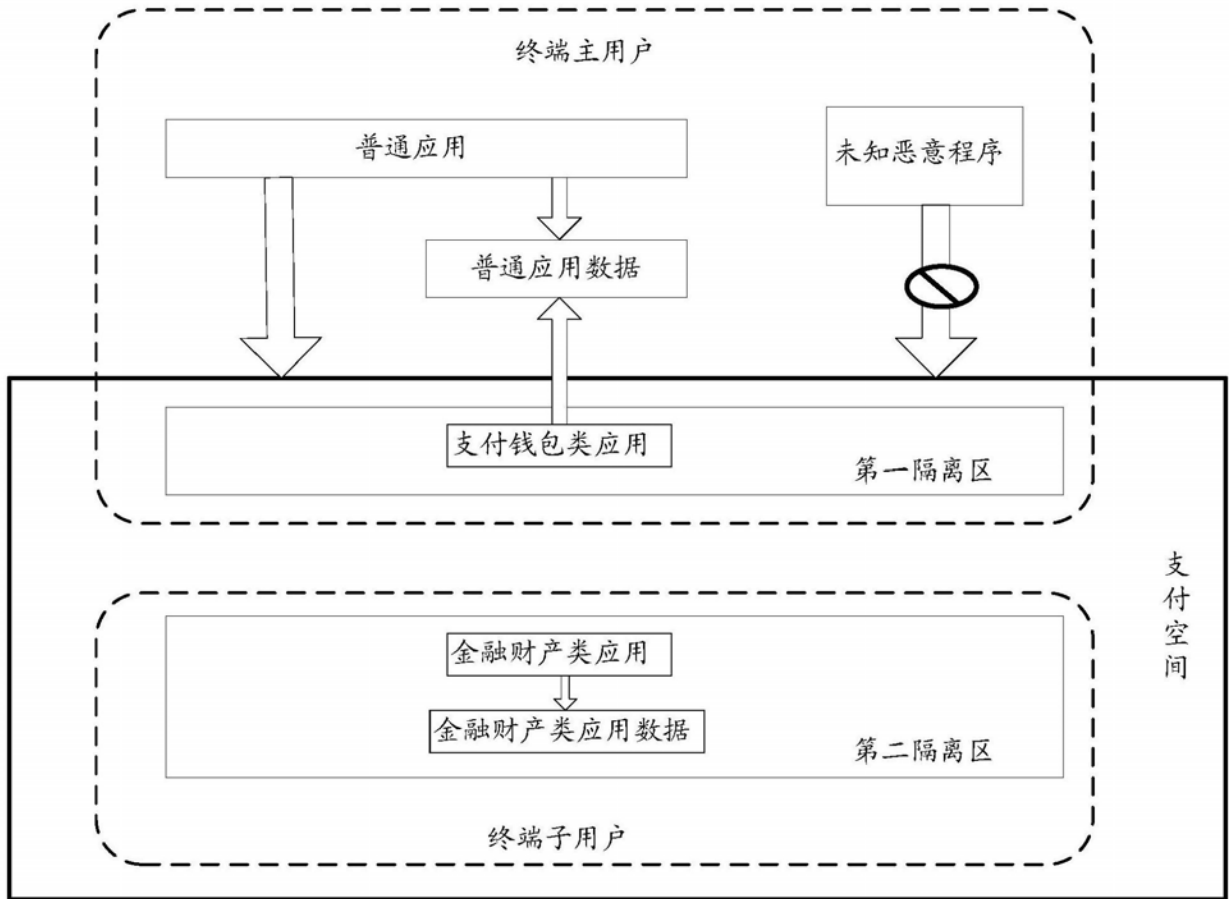 终端主用户
普通应用
未知恶意程序
普通应用数据
支付钱包类应用
第一隔离区
支付空间
金融财产类应用
金融财产类应用数据
第二隔离区
终端子用户